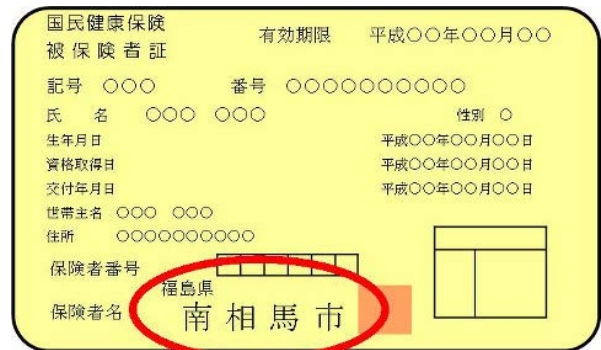 国民健康保険
被保険者証
有効期限 平成○○年○○月○○
記号 ○○○ 番号 ○○○○○○○○○○
氏名 ○○○ ○○○ 性別 ○
生年月日 平成○○年○○月○○日
資格取得日 平成○○年○○月○○日
交付年月日 平成○○年○○月○○日
世帯主名 ○○○ ○○○
住所 ○○○○○○○○○○
保険者番号
福島県
保険者名 南相馬市